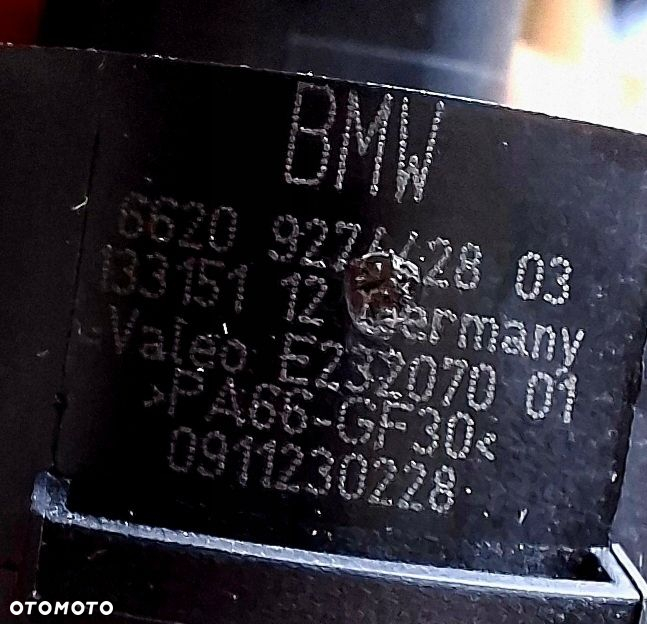 BMW
6620 9274428 03
133151 12 Germany
Valeo E232070 01
>PA66-GF30<
0911230228
OTOMOTO